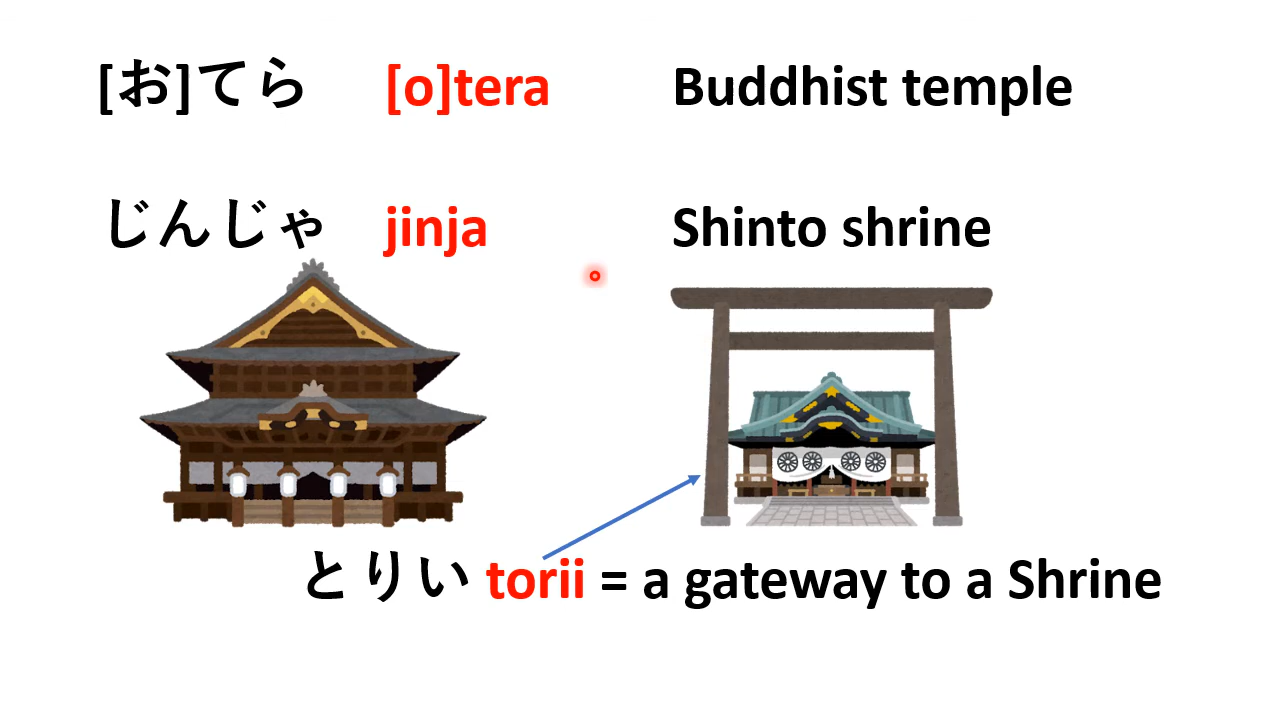 [お]てら [o]tera Buddhist temple
じんじゃ jinja Shinto shrine
とりい torii = a gateway to a Shrine